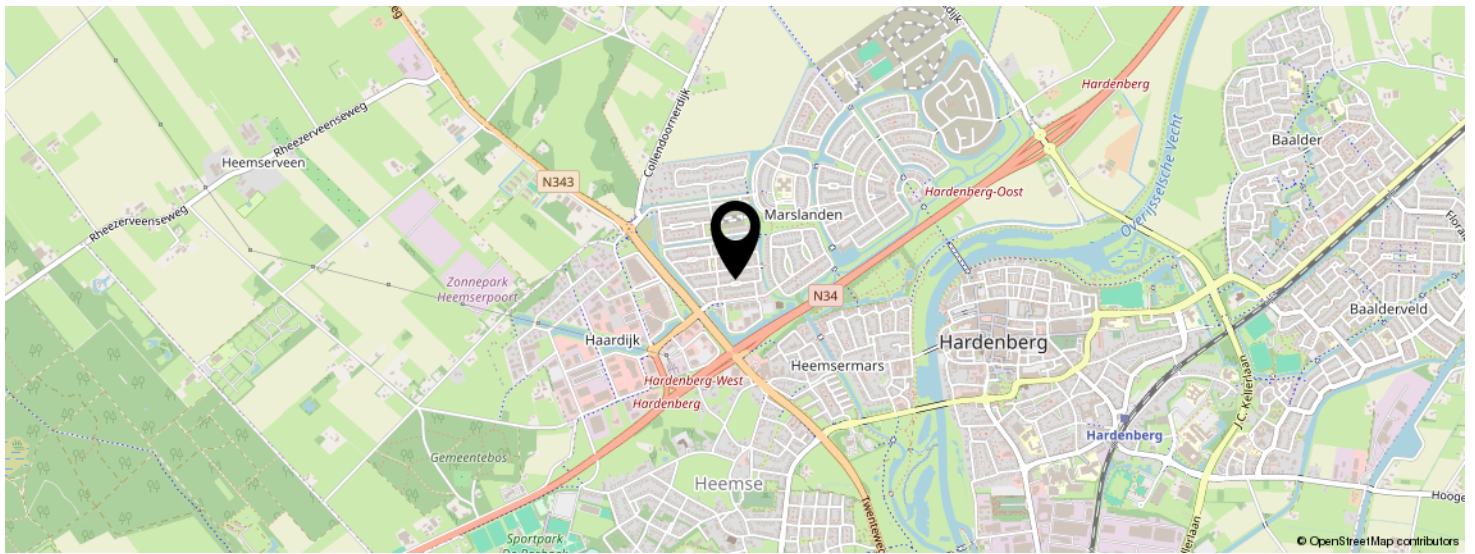 Hardenberg
Baalder
Collendoornerdijk
Rheezerveenseweg
Heemserveen
N343
Hardenberg-Oost
Overijsselsche Vecht
Marslanden
Rheezerveenseweg
Zonnepark
Heemserpoort
N34
Baalderveld
Haardijk
Hardenberg
Heemsermars
Hardenberg-West
Hardenberg
J.C. Kellerlaan
Hardenberg
Gemeentebos
Heemse
Twenteweg
Sportpark
© OpenStreetMap contributors